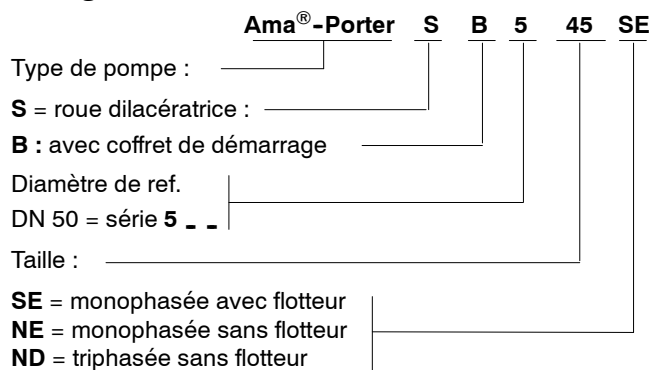 Ama®-Porter S B 5 45 SE
Type de pompe :
S = roue dilacératrice :
B : avec coffret de démarrage
Diamètre de ref.
DN 50 = série 5 _ _
Taille :
SE = monophasée avec flotteur
NE = monophasée sans flotteur
ND = triphasée sans flotteur